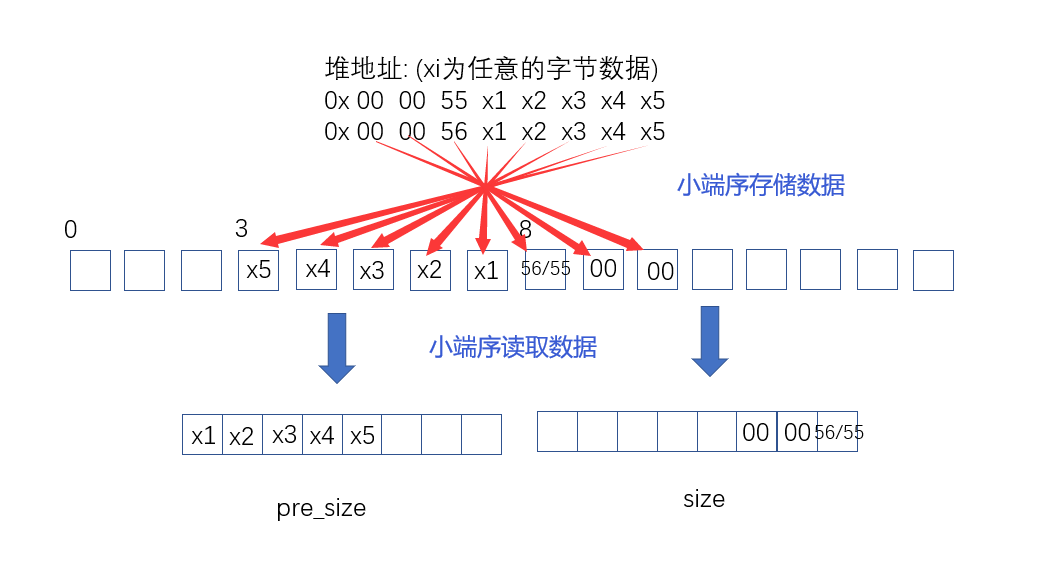 堆地址: (xi为任意的字节数据)
0x 00 00 55 x1 x2 x3 x4 x5
0x 00 00 56 x1 x2 x3 x4 x5
小端序存储数据
0 3 8
x5 x4 x3 x2 x1 56/55 00 00
小端序读取数据
x1 x2 x3 x4 x5 00 00 56/55
pre_size size